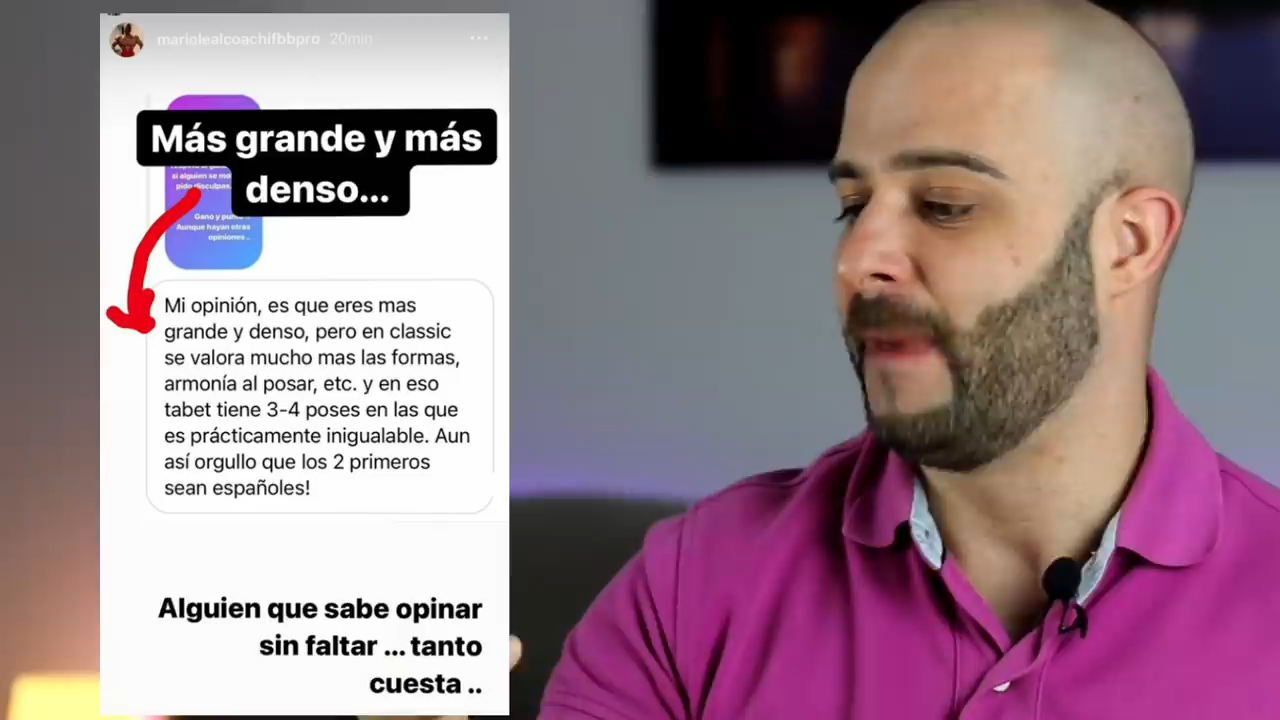 mariolealcoachifbbpro 20min
Más grande y más
denso...
si alguien se
pido disculpas.
Gano y
Aunque hayan otras
opiniones ..
Mi opinión, es que eres mas
grande y denso, pero en classic
se valora mucho mas las formas,
armonía al posar, etc. y en eso
tabet tiene 3-4 poses en las que
es prácticamente inigualable. Aun
así orgullo que los 2 primeros
sean españoles!
Alguien que sabe opinar
sin faltar ... tanto
cuesta ..